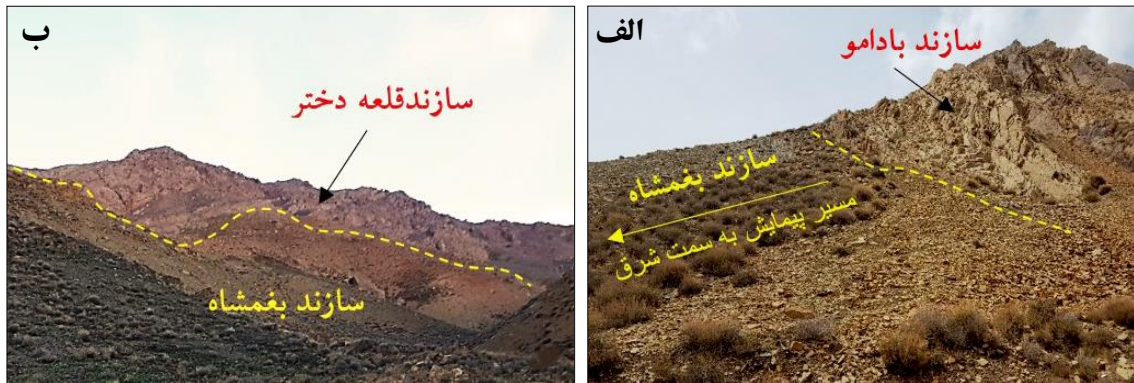 الف
سازند بادامو
سازند بغمشاه
مسیر پیمایش به سمت شرق
ب
سازندقلعه دختر
سازند بغمشاه